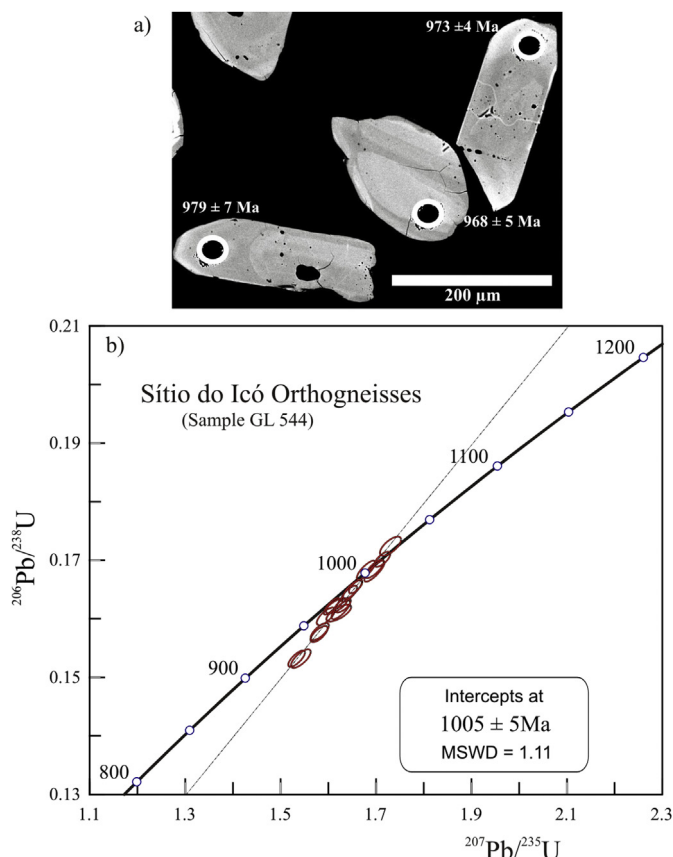 a)
973 ±4 Ma
979 ± 7 Ma
968 ± 5 Ma
200 µm
0.21
b)
1200
Sítio do Icó Orthogneisses
(Sample GL 544)
0.19
1100
²⁰⁶Pb/²³⁸U
0.17
1000
0.15
900
Intercepts at
1005 ± 5Ma
MSWD = 1.11
800
0.13
1.1 1.3 1.5 1.7 1.9 2.1 2.3
²⁰⁷Pb/²³⁵U